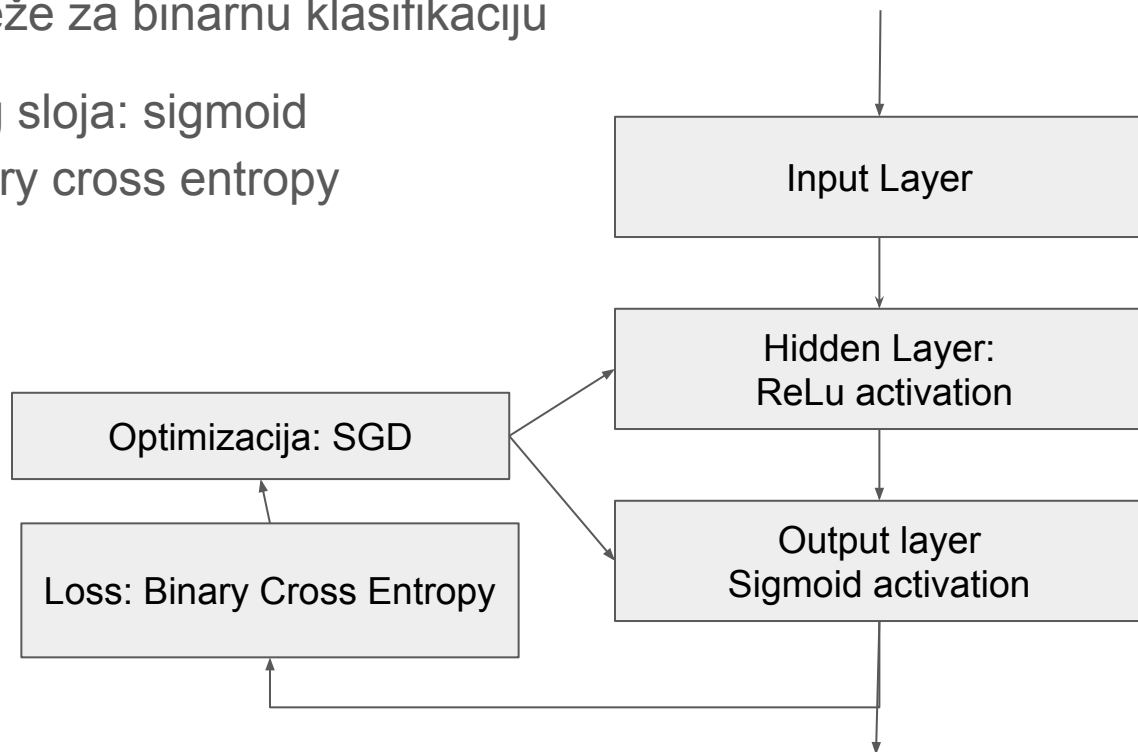 eže za binarnu klasifikaciju
g sloja: sigmoid
ry cross entropy
Input Layer
Hidden Layer:
ReLu activation
Optimizacija: SGD
Output layer
Sigmoid activation
Loss: Binary Cross Entropy